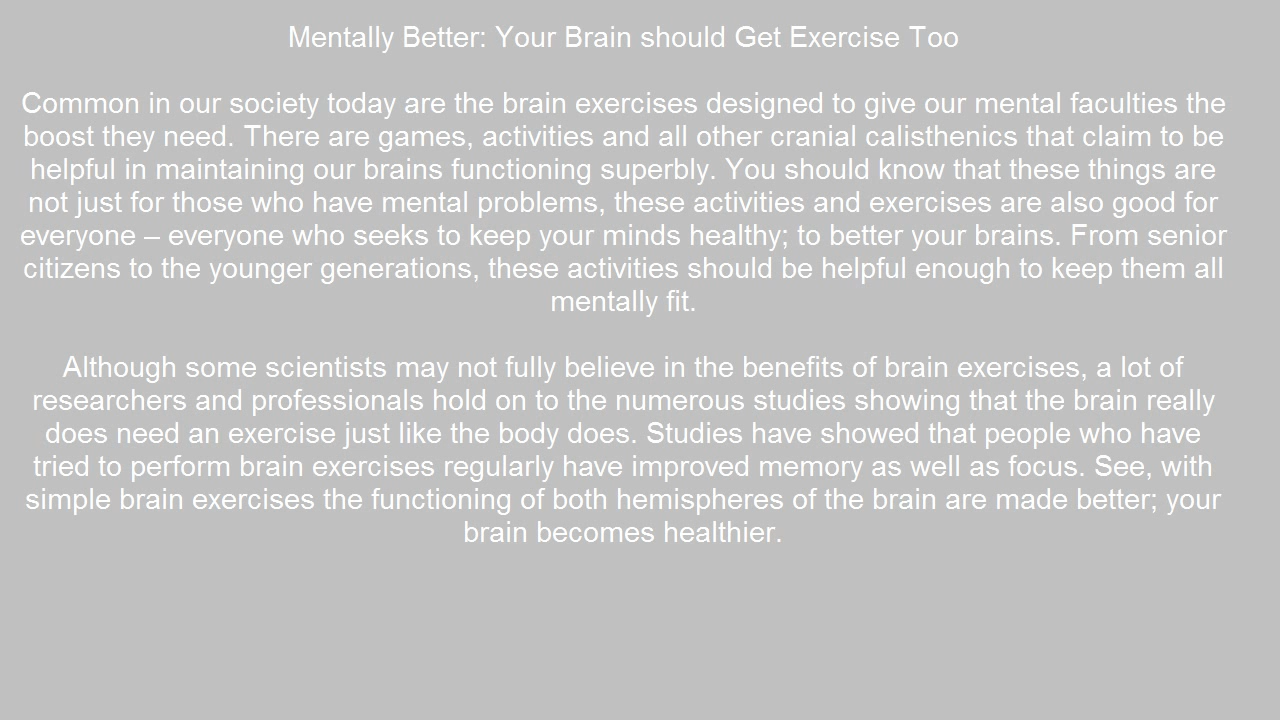 Mentally Better: Your Brain should Get Exercise Too
Common in our society today are the brain exercises designed to give our mental faculties the
boost they need. There are games, activities and all other cranial calisthenics that claim to be
helpful in maintaining our brains functioning superbly. You should know that these things are
not just for those who have mental problems, these activities and exercises are also good for
everyone – everyone who seeks to keep your minds healthy; to better your brains. From senior
citizens to the younger generations, these activities should be helpful enough to keep them all
mentally fit.
Although some scientists may not fully believe in the benefits of brain exercises, a lot of
researchers and professionals hold on to the numerous studies showing that the brain really
does need an exercise just like the body does. Studies have showed that people who have
tried to perform brain exercises regularly have improved memory as well as focus. See, with
simple brain exercises the functioning of both hemispheres of the brain are made better; your
brain becomes healthier.